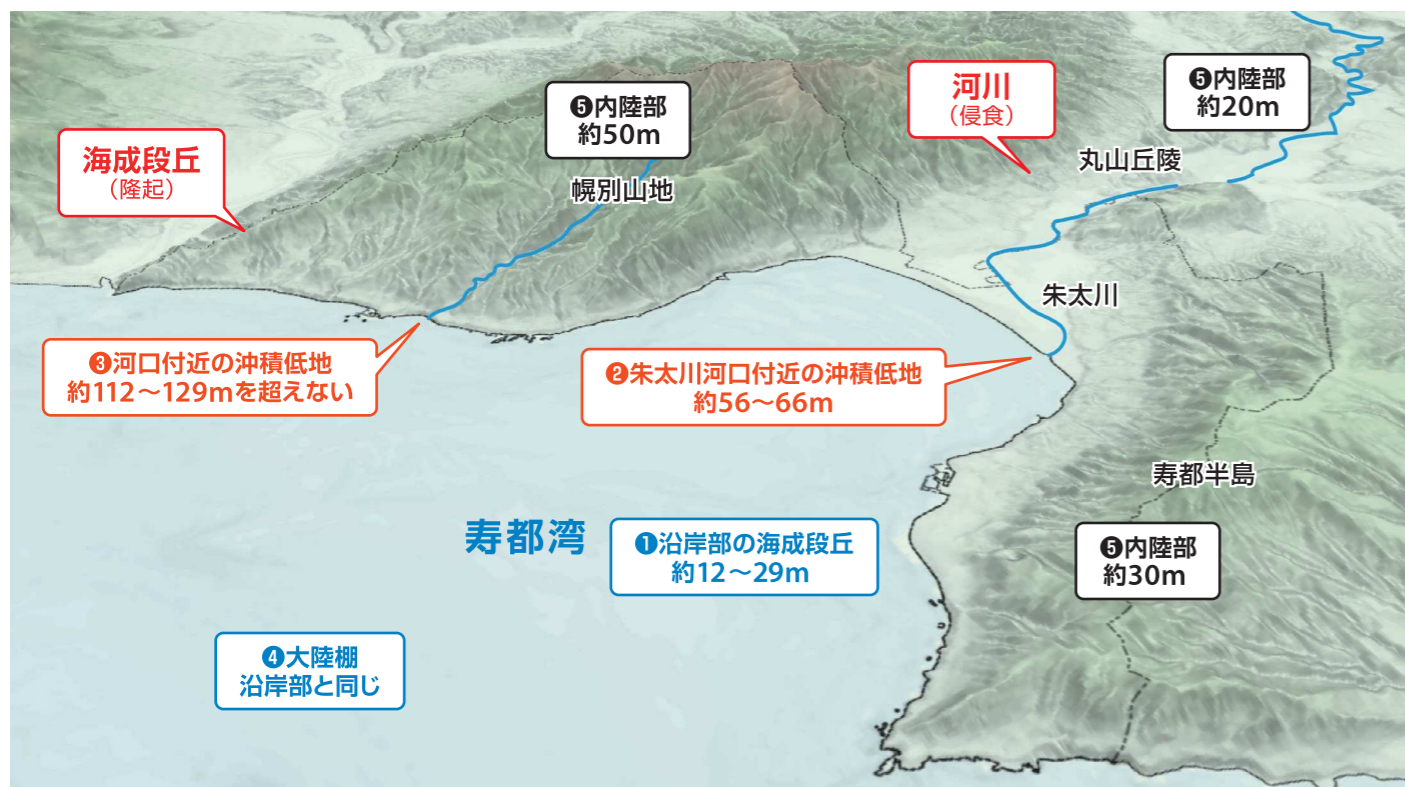 ❺内陸部
約50m
河川
（侵食）
❺内陸部
約20m
海成段丘
（隆起）
丸山丘陵
幌別山地
朱太川
❸河口付近の沖積低地
約112～129mを超えない
❷朱太川河口付近の沖積低地
約56～66m
寿都半島
寿都湾
❶沿岸部の海成段丘
約12～29m
❺内陸部
約30m
❹大陸棚
沿岸部と同じ